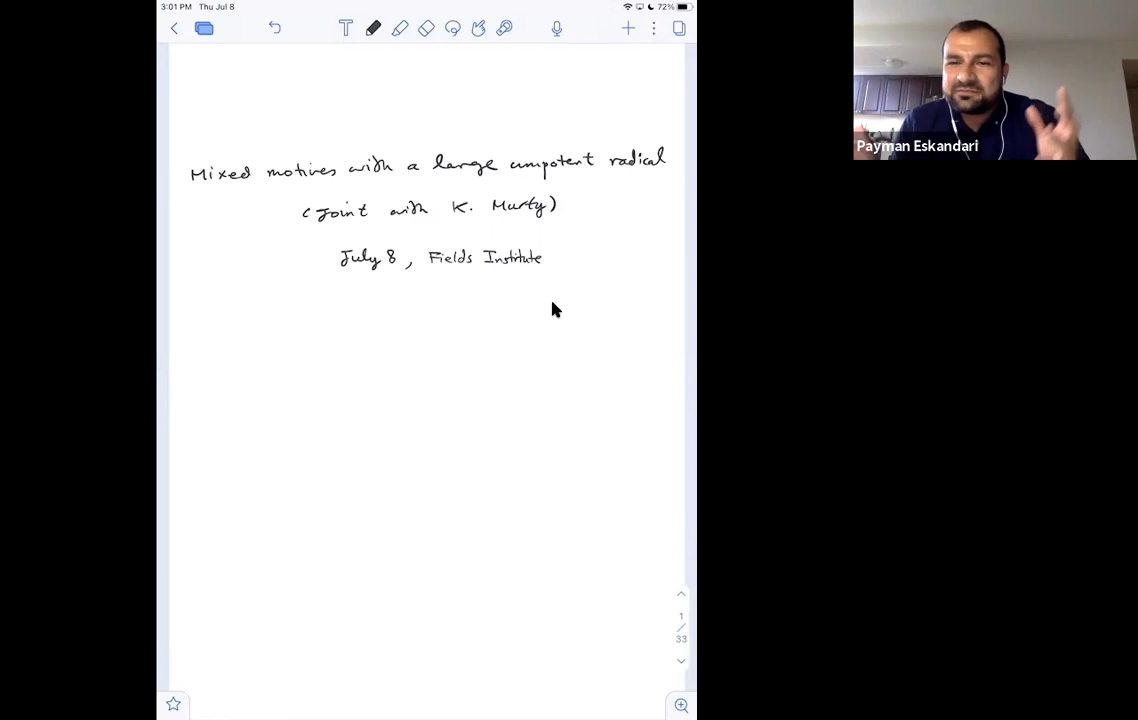 3:01 PM Thu Jul 8
72%
T
Mixed motives with a large unipotent radical
(Joint with K. Murty)
July 8, Fields Institute
1
/
33
Payman Eskandari